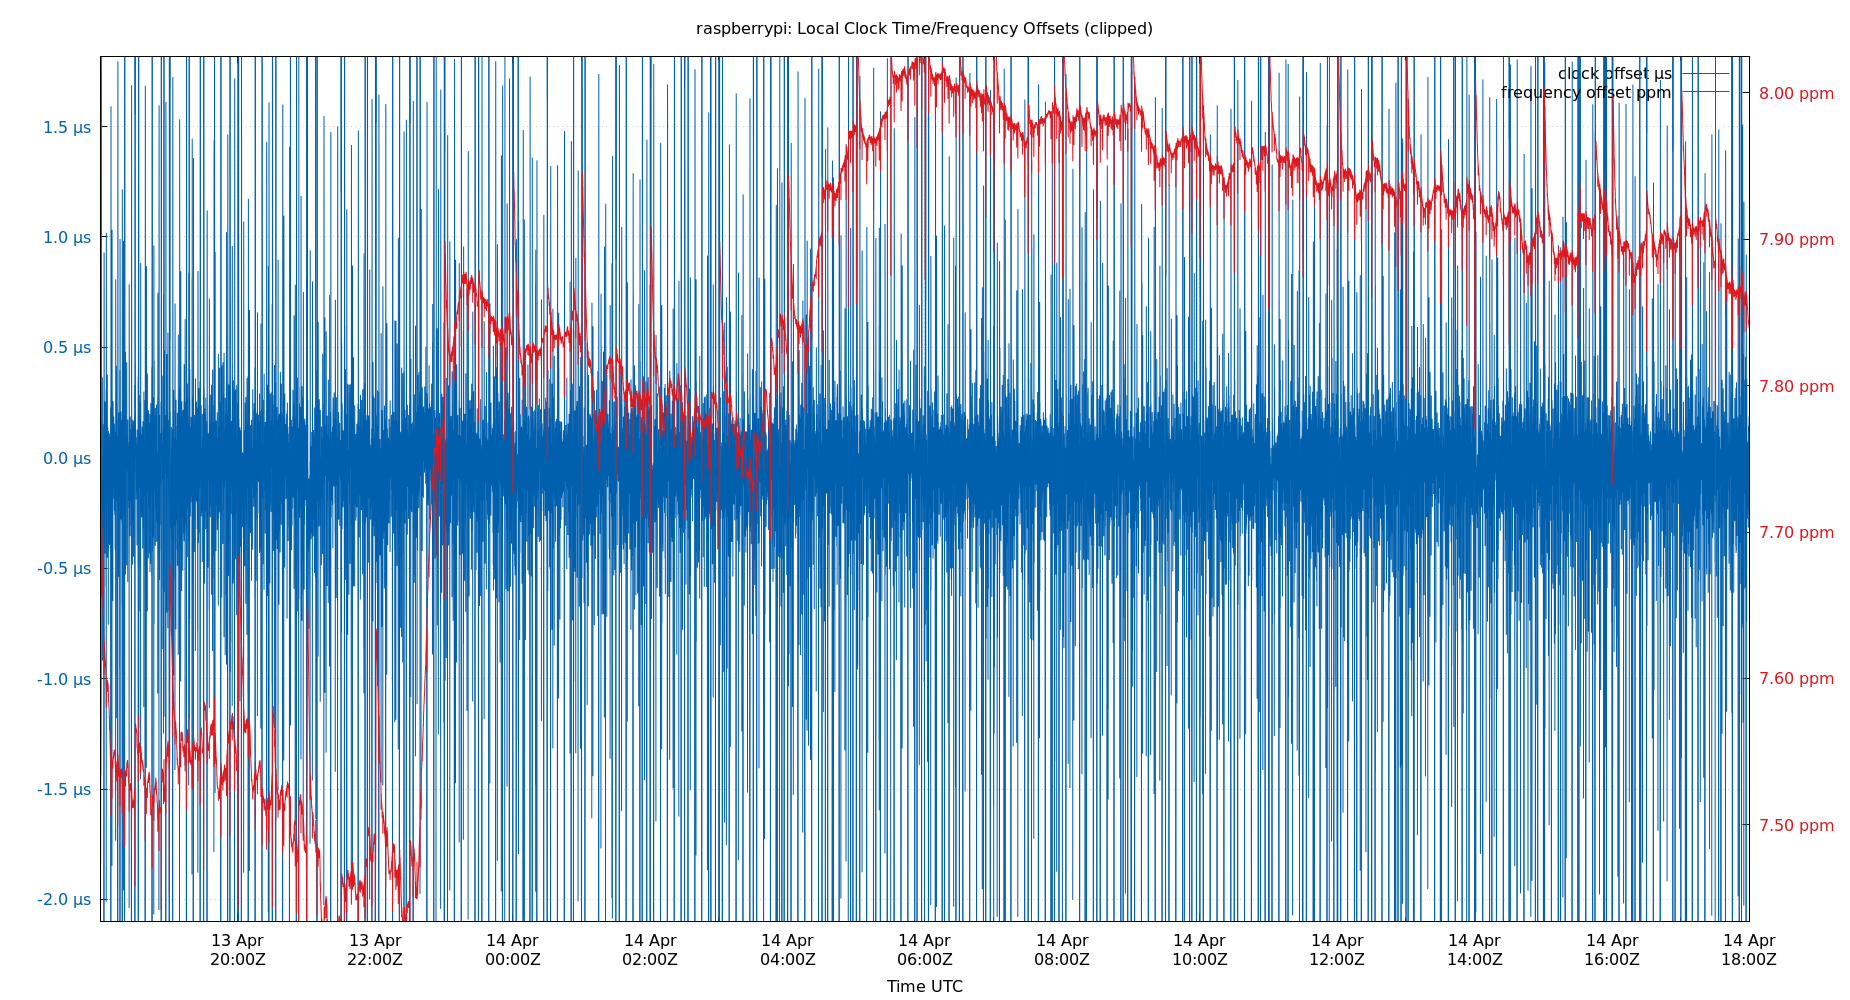 raspberrypi: Local Clock Time/Frequency Offsets (clipped)
clock offset μs
frequency offset ppm
1.5 μs
1.0 μs
0.5 μs
0.0 μs
-0.5 μs
-1.0 μs
-1.5 μs
-2.0 μs
8.00 ppm
7.90 ppm
7.80 ppm
7.70 ppm
7.60 ppm
7.50 ppm
13 Apr 13 Apr 14 Apr 14 Apr 14 Apr 14 Apr 14 Apr 14 Apr 14 Apr 14 Apr 14 Apr 14 Apr
20:00Z 22:00Z 00:00Z 02:00Z 04:00Z 06:00Z 08:00Z 10:00Z 12:00Z 14:00Z 16:00Z 18:00Z
Time UTC